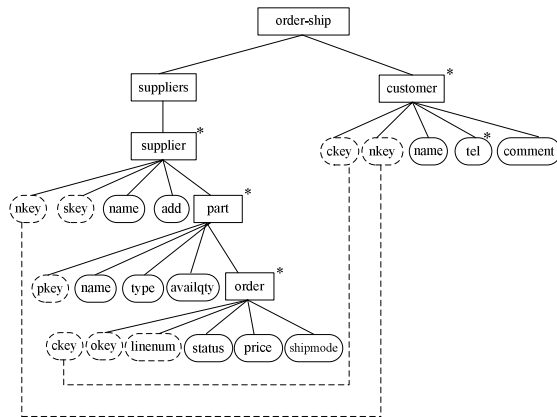 order-ship
suppliers
customer *
supplier *
ckey nkey name tel * comment
nkey skey name add part *
pkey name type availqty order *
ckey okey linenum status price shipmode